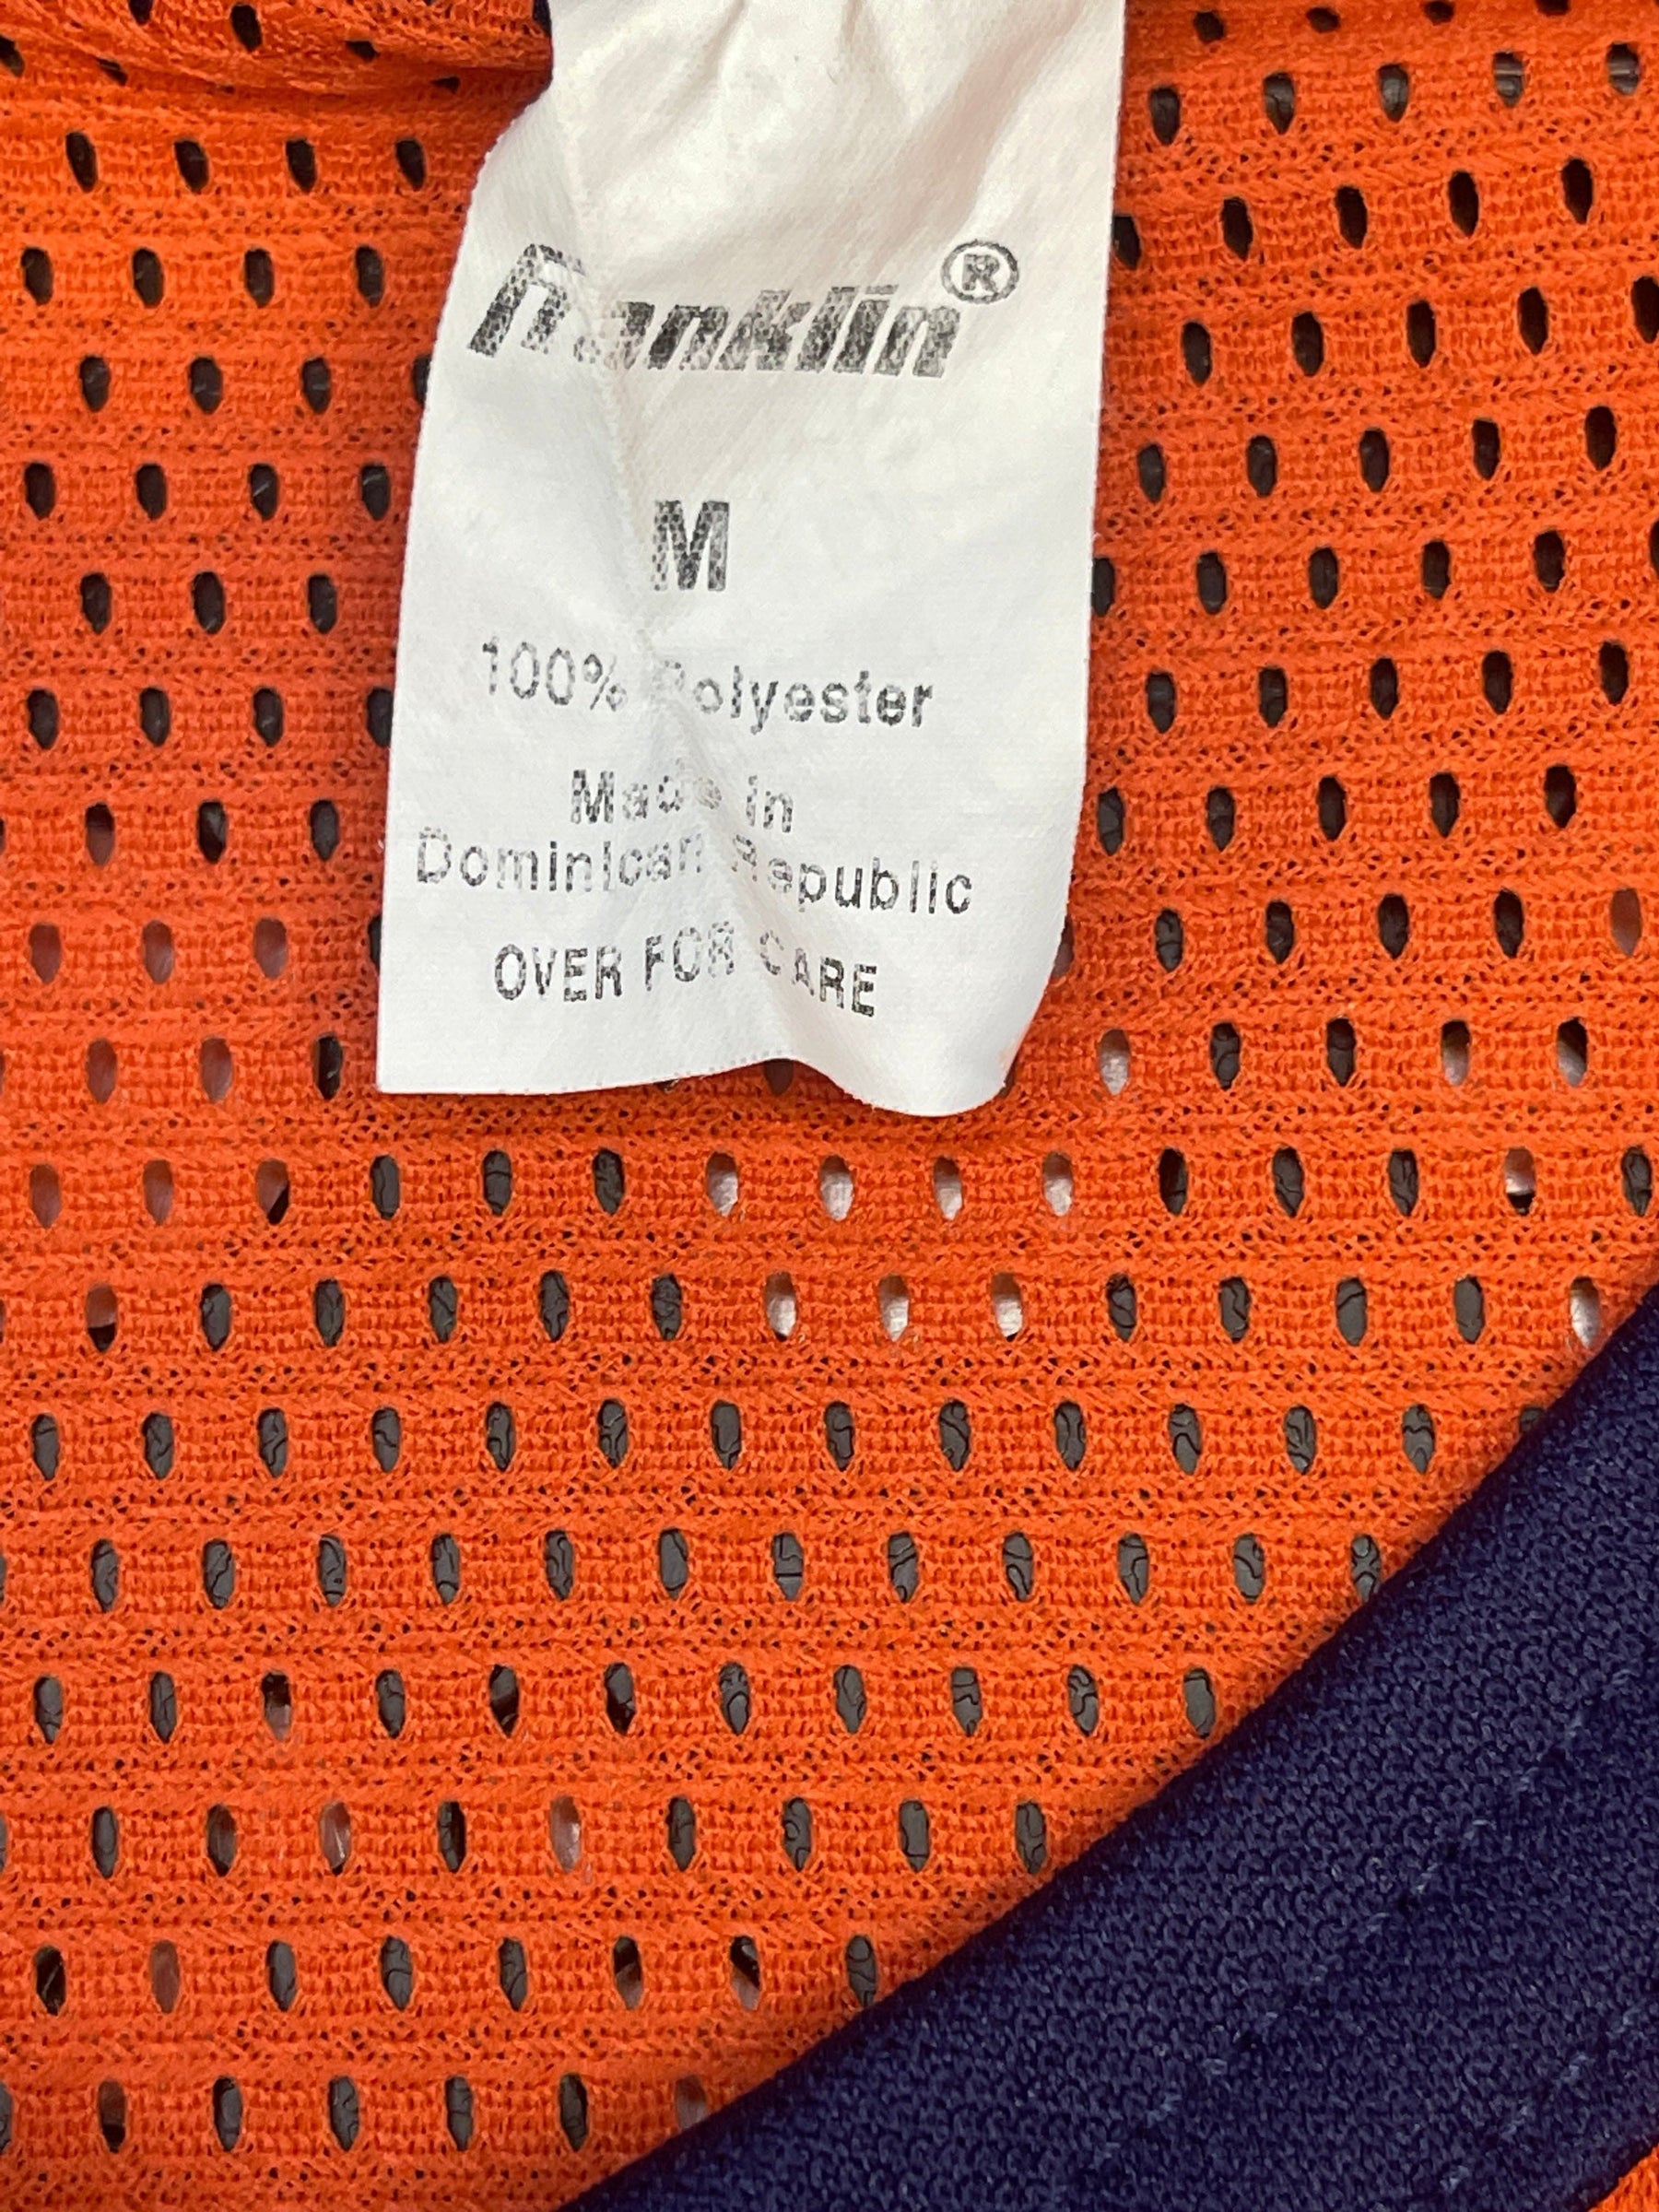 Franklin®
M
100% Polyester
Made in
Dominican Republic
OVER FOR CARE